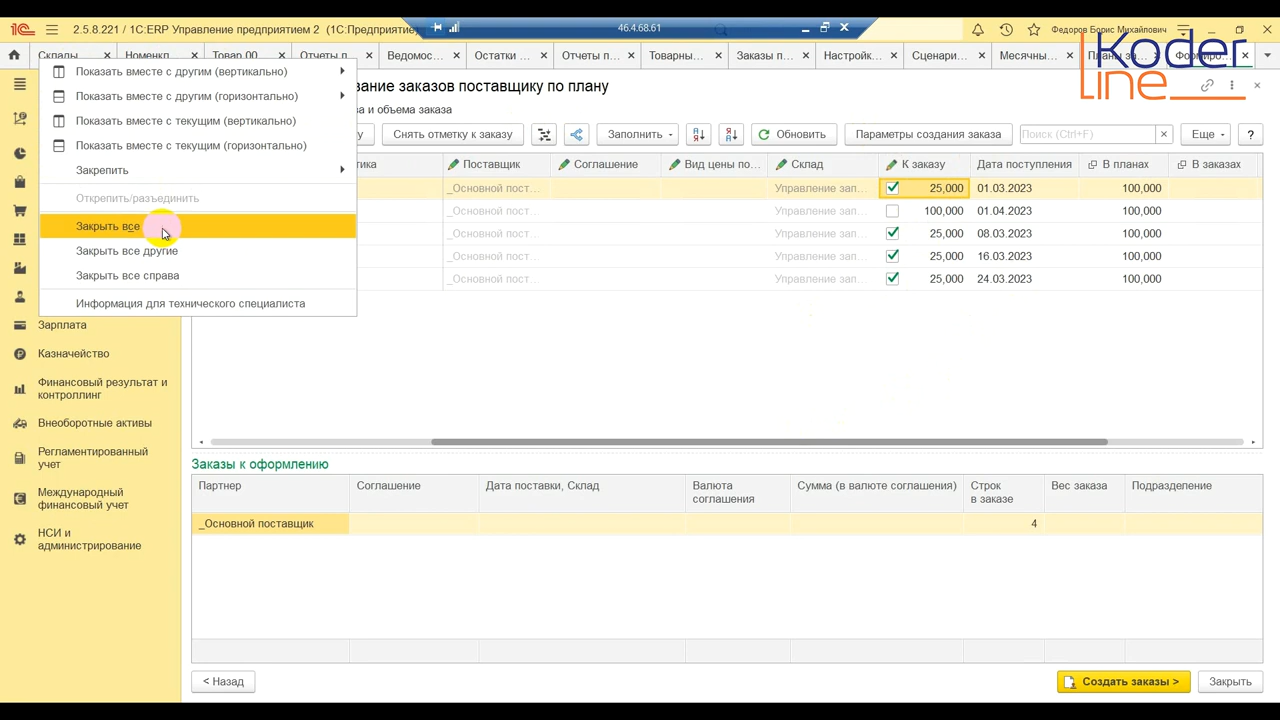 2.5.8.221 / 1С:ERP Управление предприятием 2 (1С:Предприятие)
46.4.68.61
Федоров Борис Михайлович
Склады
Номенкл
Товар 00
Отчеты п...
Ведомос...
Остатки ...
Отчеты п...
Товарны...
Заказы п...
Настройк...
Сценари...
Месячны...
Планы за...
Формиро...
Koder
line
Показать вместе с другим (вертикально)
Показать вместе с другим (горизонтально)
Показать вместе с текущим (вертикально)
Показать вместе с текущим (горизонтально)
Закрепить
Открепить/разъединить
Закрыть все
Закрыть все другие
Закрыть все справа
Информация для технического специалиста
вание заказов поставщику по плану
ва и объема заказа
Снять отметку к заказу
Заполнить
Обновить
Параметры создания заказа
Поиск (Ctrl+F)
Еще
?
Поставщик Соглашение Вид цены по... Склад К заказу Дата поступления В планах В заказах
_Основной пост... Управление зап... 25,000 01.03.2023 100,000
_Основной пост... Управление зап... 100,000 01.04.2023 100,000
_Основной пост... Управление зап... 25,000 08.03.2023 100,000
_Основной пост... Управление зап... 25,000 16.03.2023 100,000
_Основной пост... Управление зап... 25,000 24.03.2023 100,000
Зарплата
Казначейство
Финансовый результат и
контроллинг
Внеоборотные активы
Регламентированный
учет
Международный
финансовый учет
НСИ и
администрирование
Заказы к оформлению
Партнер Соглашение Дата поставки, Склад Валюта соглашения Сумма (в валюте соглашения) Строк в заказе Вес заказа Подразделение
_Основной поставщик 4
< Назад
Создать заказы >
Закрыть